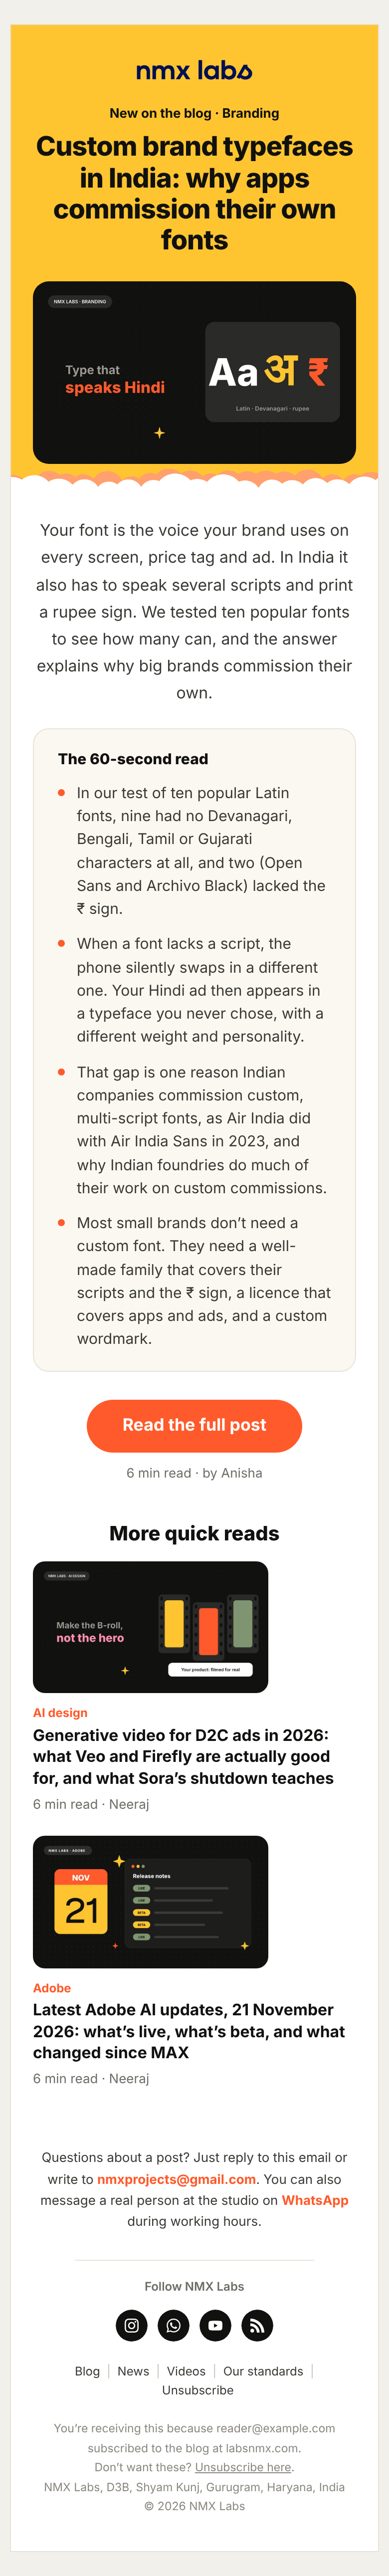 nmx labs
New on the blog · Branding
Custom brand typefaces
in India: why apps
commission their own
fonts
NMX LABS · BRANDING
Type that
speaks Hindi
Aa अ ₹
Latin · Devanagari · rupee
Your font is the voice your brand uses on
every screen, price tag and ad. In India it
also has to speak several scripts and print
a rupee sign. We tested ten popular fonts
to see how many can, and the answer
explains why big brands commission their
own.
The 60-second read
In our test of ten popular Latin
fonts, nine had no Devanagari,
Bengali, Tamil or Gujarati
characters at all, and two (Open
Sans and Archivo Black) lacked the
₹ sign.
When a font lacks a script, the
phone silently swaps in a different
one. Your Hindi ad then appears in
a typeface you never chose, with a
different weight and personality.
That gap is one reason Indian
companies commission custom,
multi-script fonts, as Air India did
with Air India Sans in 2023, and
why Indian foundries do much of
their work on custom commissions.
Most small brands don’t need a
custom font. They need a well-
made family that covers their
scripts and the ₹ sign, a licence that
covers apps and ads, and a custom
wordmark.
Read the full post
6 min read · by Anisha
More quick reads
NMX LABS · AI DESIGN
Make the B-roll,
not the hero
Your product: filmed for real
AI design
Generative video for D2C ads in 2026:
what Veo and Firefly are actually good
for, and what Sora’s shutdown teaches
6 min read · Neeraj
NMX LABS · ADOBE
NOV
21
Release notes
LIVE
LIVE
BETA
BETA
LIVE
Adobe
Latest Adobe AI updates, 21 November
2026: what’s live, what’s beta, and what
changed since MAX
6 min read · Neeraj
Questions about a post? Just reply to this email or
write to nmxprojects@gmail.com. You can also
message a real person at the studio on WhatsApp
during working hours.
Follow NMX Labs
Blog | News | Videos | Our standards |
Unsubscribe
You’re receiving this because reader@example.com
subscribed to the blog at labsnmx.com.
Don’t want these? Unsubscribe here.
NMX Labs, D3B, Shyam Kunj, Gurugram, Haryana, India
© 2026 NMX Labs